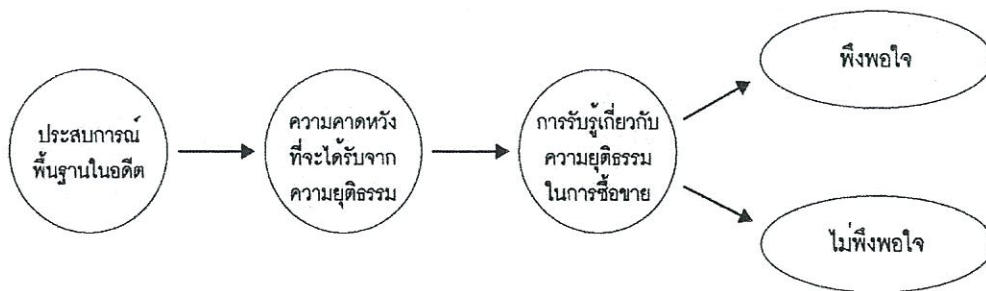 ประสบการณ์
พื้นฐานในอดีต
ความคาดหวัง
ที่จะได้รับจาก
ความยุติธรรม
การรับรู้เกี่ยวกับ
ความยุติธรรม
ในการซื้อขาย
พึงพอใจ
ไม่พึงพอใจ